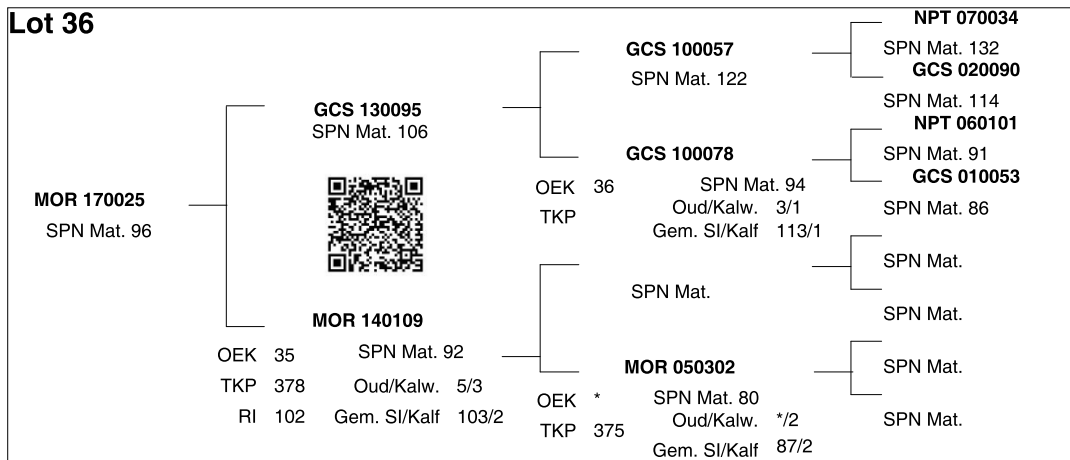 Lot 36
MOR 170025
SPN Mat. 96
GCS 130095
SPN Mat. 106
MOR 140109
OEK 35 SPN Mat. 92
TKP 378 Oud/Kalw. 5/3
RI 102 Gem. SI/Kalf 103/2
GCS 100057
SPN Mat. 122
GCS 100078
OEK 36 SPN Mat. 94
TKP Oud/Kalw. 3/1
Gem. SI/Kalf 113/1
SPN Mat.
MOR 050302
OEK * SPN Mat. 80
Oud/Kalw. */2
TKP 375
Gem. SI/Kalf 87/2
NPT 070034
SPN Mat. 132
GCS 020090
SPN Mat. 114
NPT 060101
SPN Mat. 91
GCS 010053
SPN Mat. 86
SPN Mat.
SPN Mat.
SPN Mat.
SPN Mat.